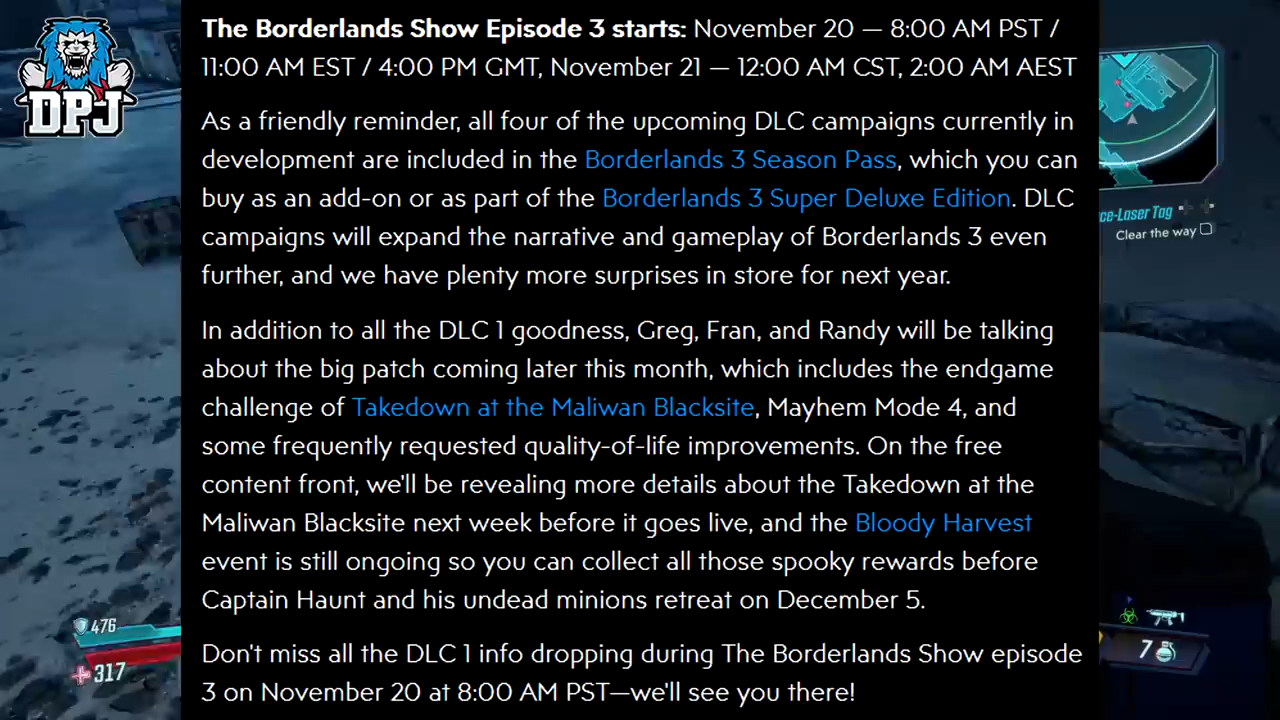 The Borderlands Show Episode 3 starts: November 20 — 8:00 AM PST /
11:00 AM EST / 4:00 PM GMT, November 21 — 12:00 AM CST, 2:00 AM AEST
As a friendly reminder, all four of the upcoming DLC campaigns currently in
development are included in the Borderlands 3 Season Pass, which you can
buy as an add-on or as part of the Borderlands 3 Super Deluxe Edition. DLC
campaigns will expand the narrative and gameplay of Borderlands 3 even
further, and we have plenty more surprises in store for next year.
In addition to all the DLC 1 goodness, Greg, Fran, and Randy will be talking
about the big patch coming later this month, which includes the endgame
challenge of Takedown at the Maliwan Blacksite, Mayhem Mode 4, and
some frequently requested quality-of-life improvements. On the free
content front, we'll be revealing more details about the Takedown at the
Maliwan Blacksite next week before it goes live, and the Bloody Harvest
event is still ongoing so you can collect all those spooky rewards before
Captain Haunt and his undead minions retreat on December 5.
Don't miss all the DLC 1 info dropping during The Borderlands Show episode
3 on November 20 at 8:00 AM PST—we'll see you there!
DPJ
ce-Laser Tag
Clear the way
476
317
7